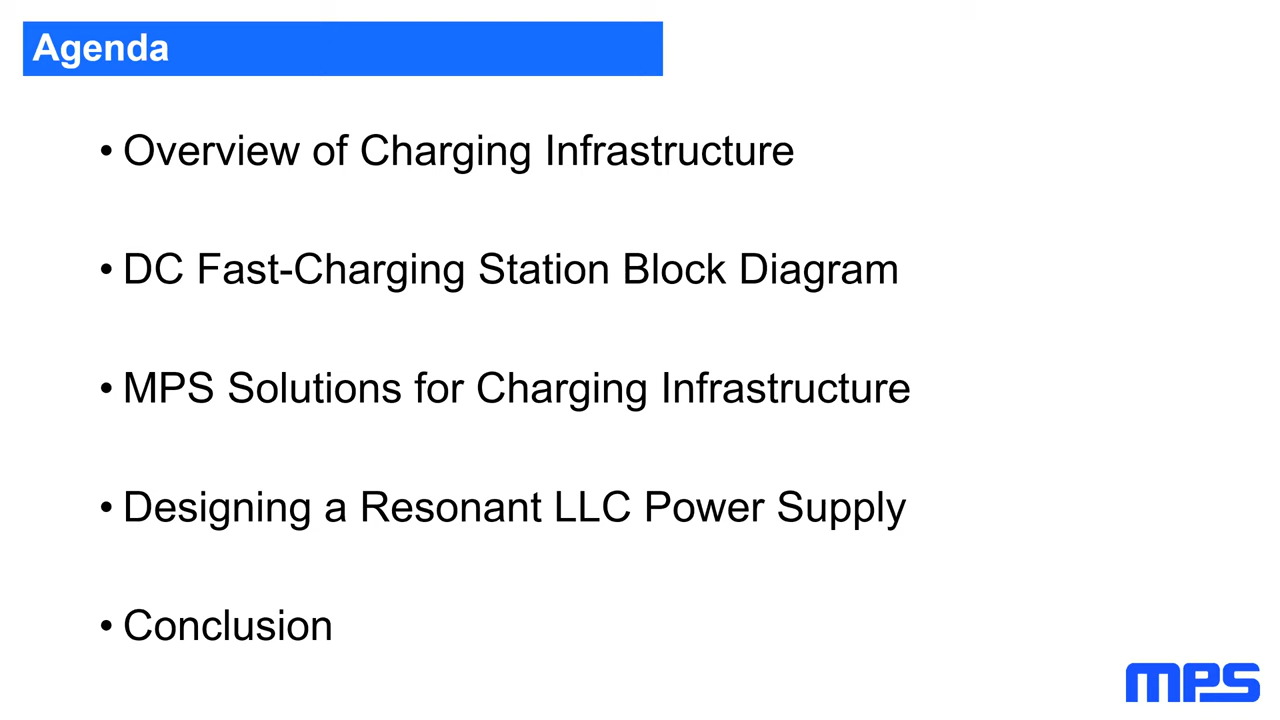 Agenda
• Overview of Charging Infrastructure
• DC Fast-Charging Station Block Diagram
• MPS Solutions for Charging Infrastructure
• Designing a Resonant LLC Power Supply
• Conclusion
mps